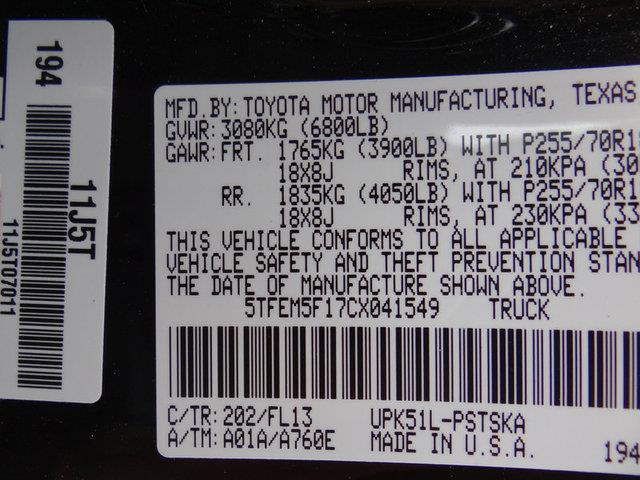 194
11J5T
11J5T07011
MFD.BY: TOYOTA MOTOR MANUFACTURING, TEXAS
GVWR: 3080KG (6800LB)
GAWR: FRT. 1765KG (3900LB) WITH P255/70R18
18X8J RIMS, AT 210KPA (30
RR. 1835KG (4050LB) WITH P255/70R1
18X8J RIMS, AT 230KPA (33
THIS VEHICLE CONFORMS TO ALL APPLICABLE
VEHICLE SAFETY AND THEFT PREVENTION STAN
THE DATE OF MANUFACTURE SHOWN ABOVE.
5TFEM5F17CX041549 TRUCK
C/TR: 202/FL13 UPK51L-PSTSKA
A/TM: A01A/A760E MADE IN U.S.A.
194